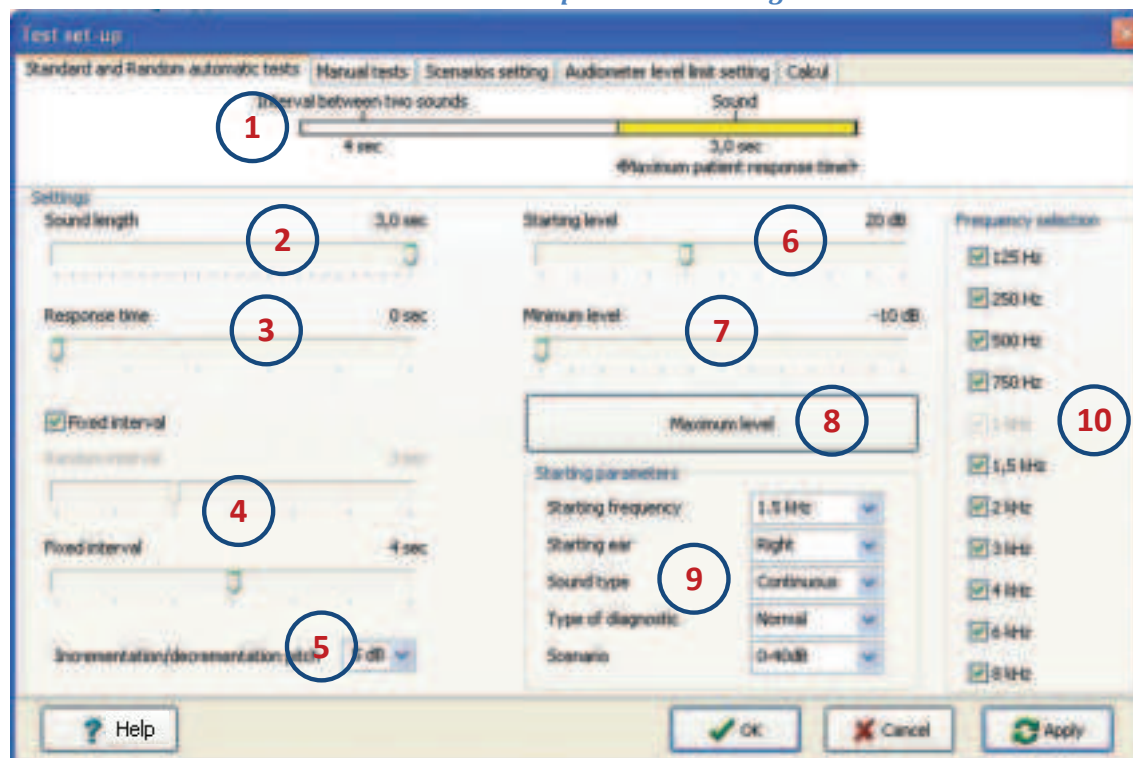 Test set-up
Standard and Random automatic tests Manual tests Scenarios setting Audiometer level limit setting Calcul
Interval between two sounds Sound
1
4 sec 3,0 sec
Maximum patient response time
Settings
Sound length 3,0 sec
2
Response time 0 sec
3
Fixed interval
Random interval
4
Fixed interval 4 sec
Incrementation/decrementation pitch 5 dB
5
Starting level 20 dB
6
Minimum level -10 dB
7
Maximum level
8
Starting parameters
Starting frequency 1.5 kHz
Starting ear Right
Sound type Continuous
9
Type of diagnostic Normal
Scenario 0-40dB
Frequency selection
125 Hz
250 Hz
500 Hz
750 Hz
1 kHz
10
1,5 kHz
2 kHz
3 kHz
4 kHz
6 kHz
8 kHz
? Help
OK
Cancel
Apply